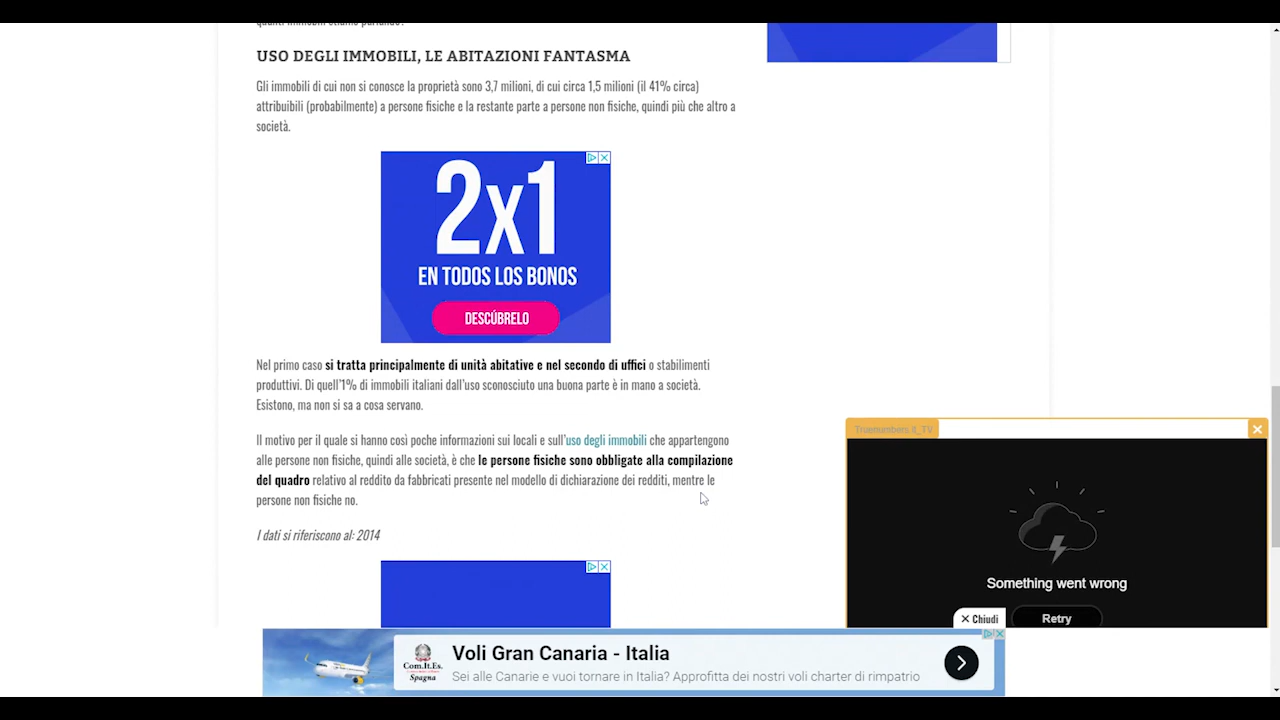 USO DEGLI IMMOBILI, LE ABITAZIONI FANTASMA
Gli immobili di cui non si conosce la proprietà sono 3,7 milioni, di cui circa 1,5 milioni (il 41% circa)
attribuibili (probabilmente) a persone fisiche e la restante parte a persone non fisiche, quindi più che altro a
società.
2x1
EN TODOS LOS BONOS
DESCÚBRELO
Nel primo caso si tratta principalmente di unità abitative e nel secondo di uffici o stabilimenti
produttivi. Di quell'1% di immobili italiani dall'uso sconosciuto una buona parte è in mano a società.
Esistono, ma non si sa a cosa servano.
Il motivo per il quale si hanno così poche informazioni sui locali e sull'uso degli immobili che appartengono
alle persone non fisiche, quindi alle società, è che le persone fisiche sono obbligate alla compilazione
del quadro relativo al reddito da fabbricati presente nel modello di dichiarazione dei redditi, mentre le
persone non fisiche no.
I dati si riferiscono al: 2014
Truenumbers.it_TV
Something went wrong
Retry
Chiudi
Com.It.Es.
Spagna
Voli Gran Canaria - Italia
Sei alle Canarie e vuoi tornare in Italia? Approfitta dei nostri voli charter di rimpatrio